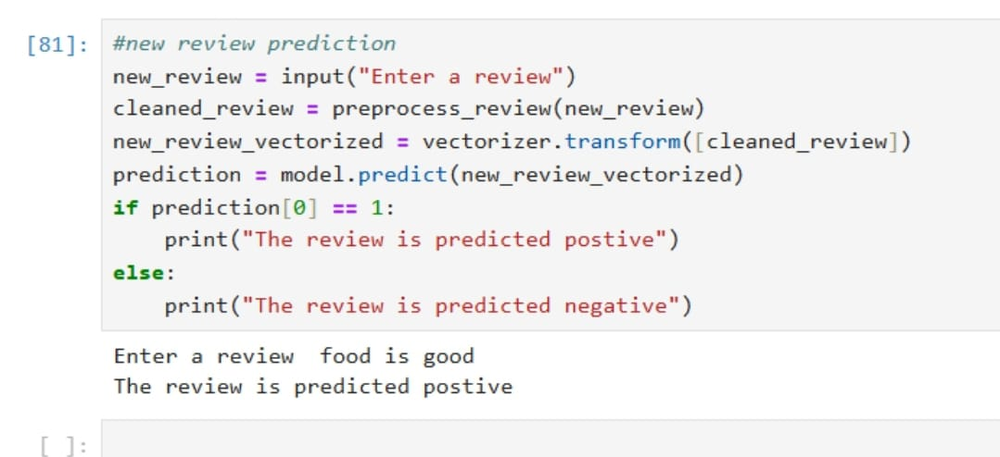 [81]: #new review prediction
new_review = input("Enter a review")
cleaned_review = preprocess_review(new_review)
new_review_vectorized = vectorizer.transform([cleaned_review])
prediction = model.predict(new_review_vectorized)
if prediction[0] == 1:
    print("The review is predicted postive")
else:
    print("The review is predicted negative")
Enter a review  food is good
The review is predicted postive
[ ]: